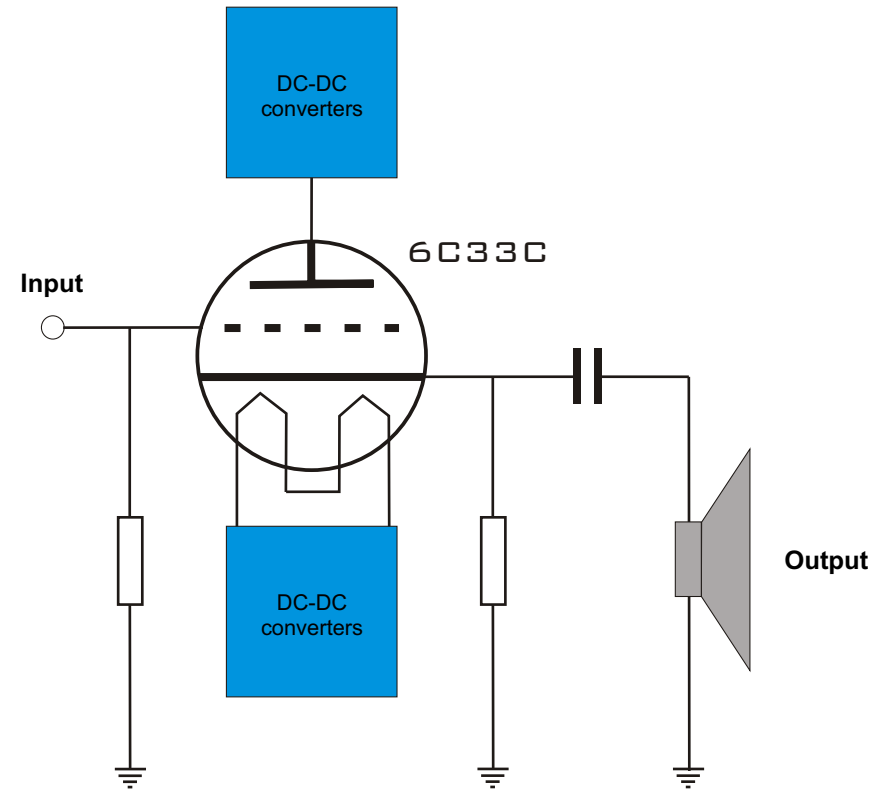 DC-DC
converters
6C33C
Input
Output
DC-DC
converters